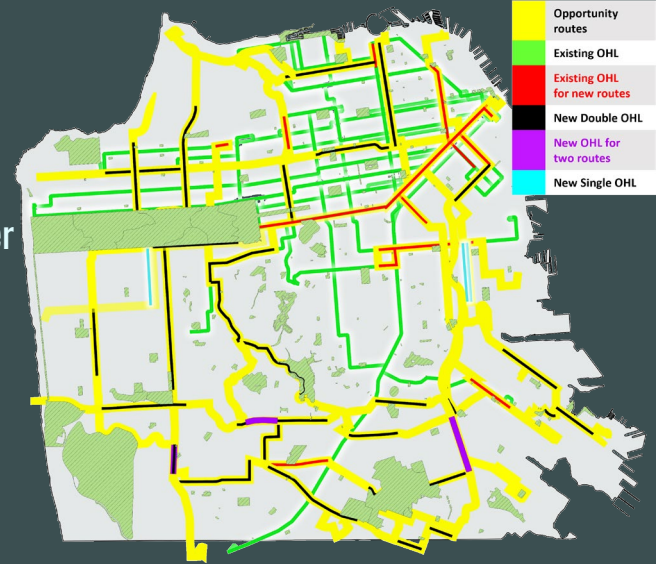 Opportunity
routes
Existing OHL
Existing OHL
for new routes
New Double OHL
New OHL for
two routes
New Single OHL
er